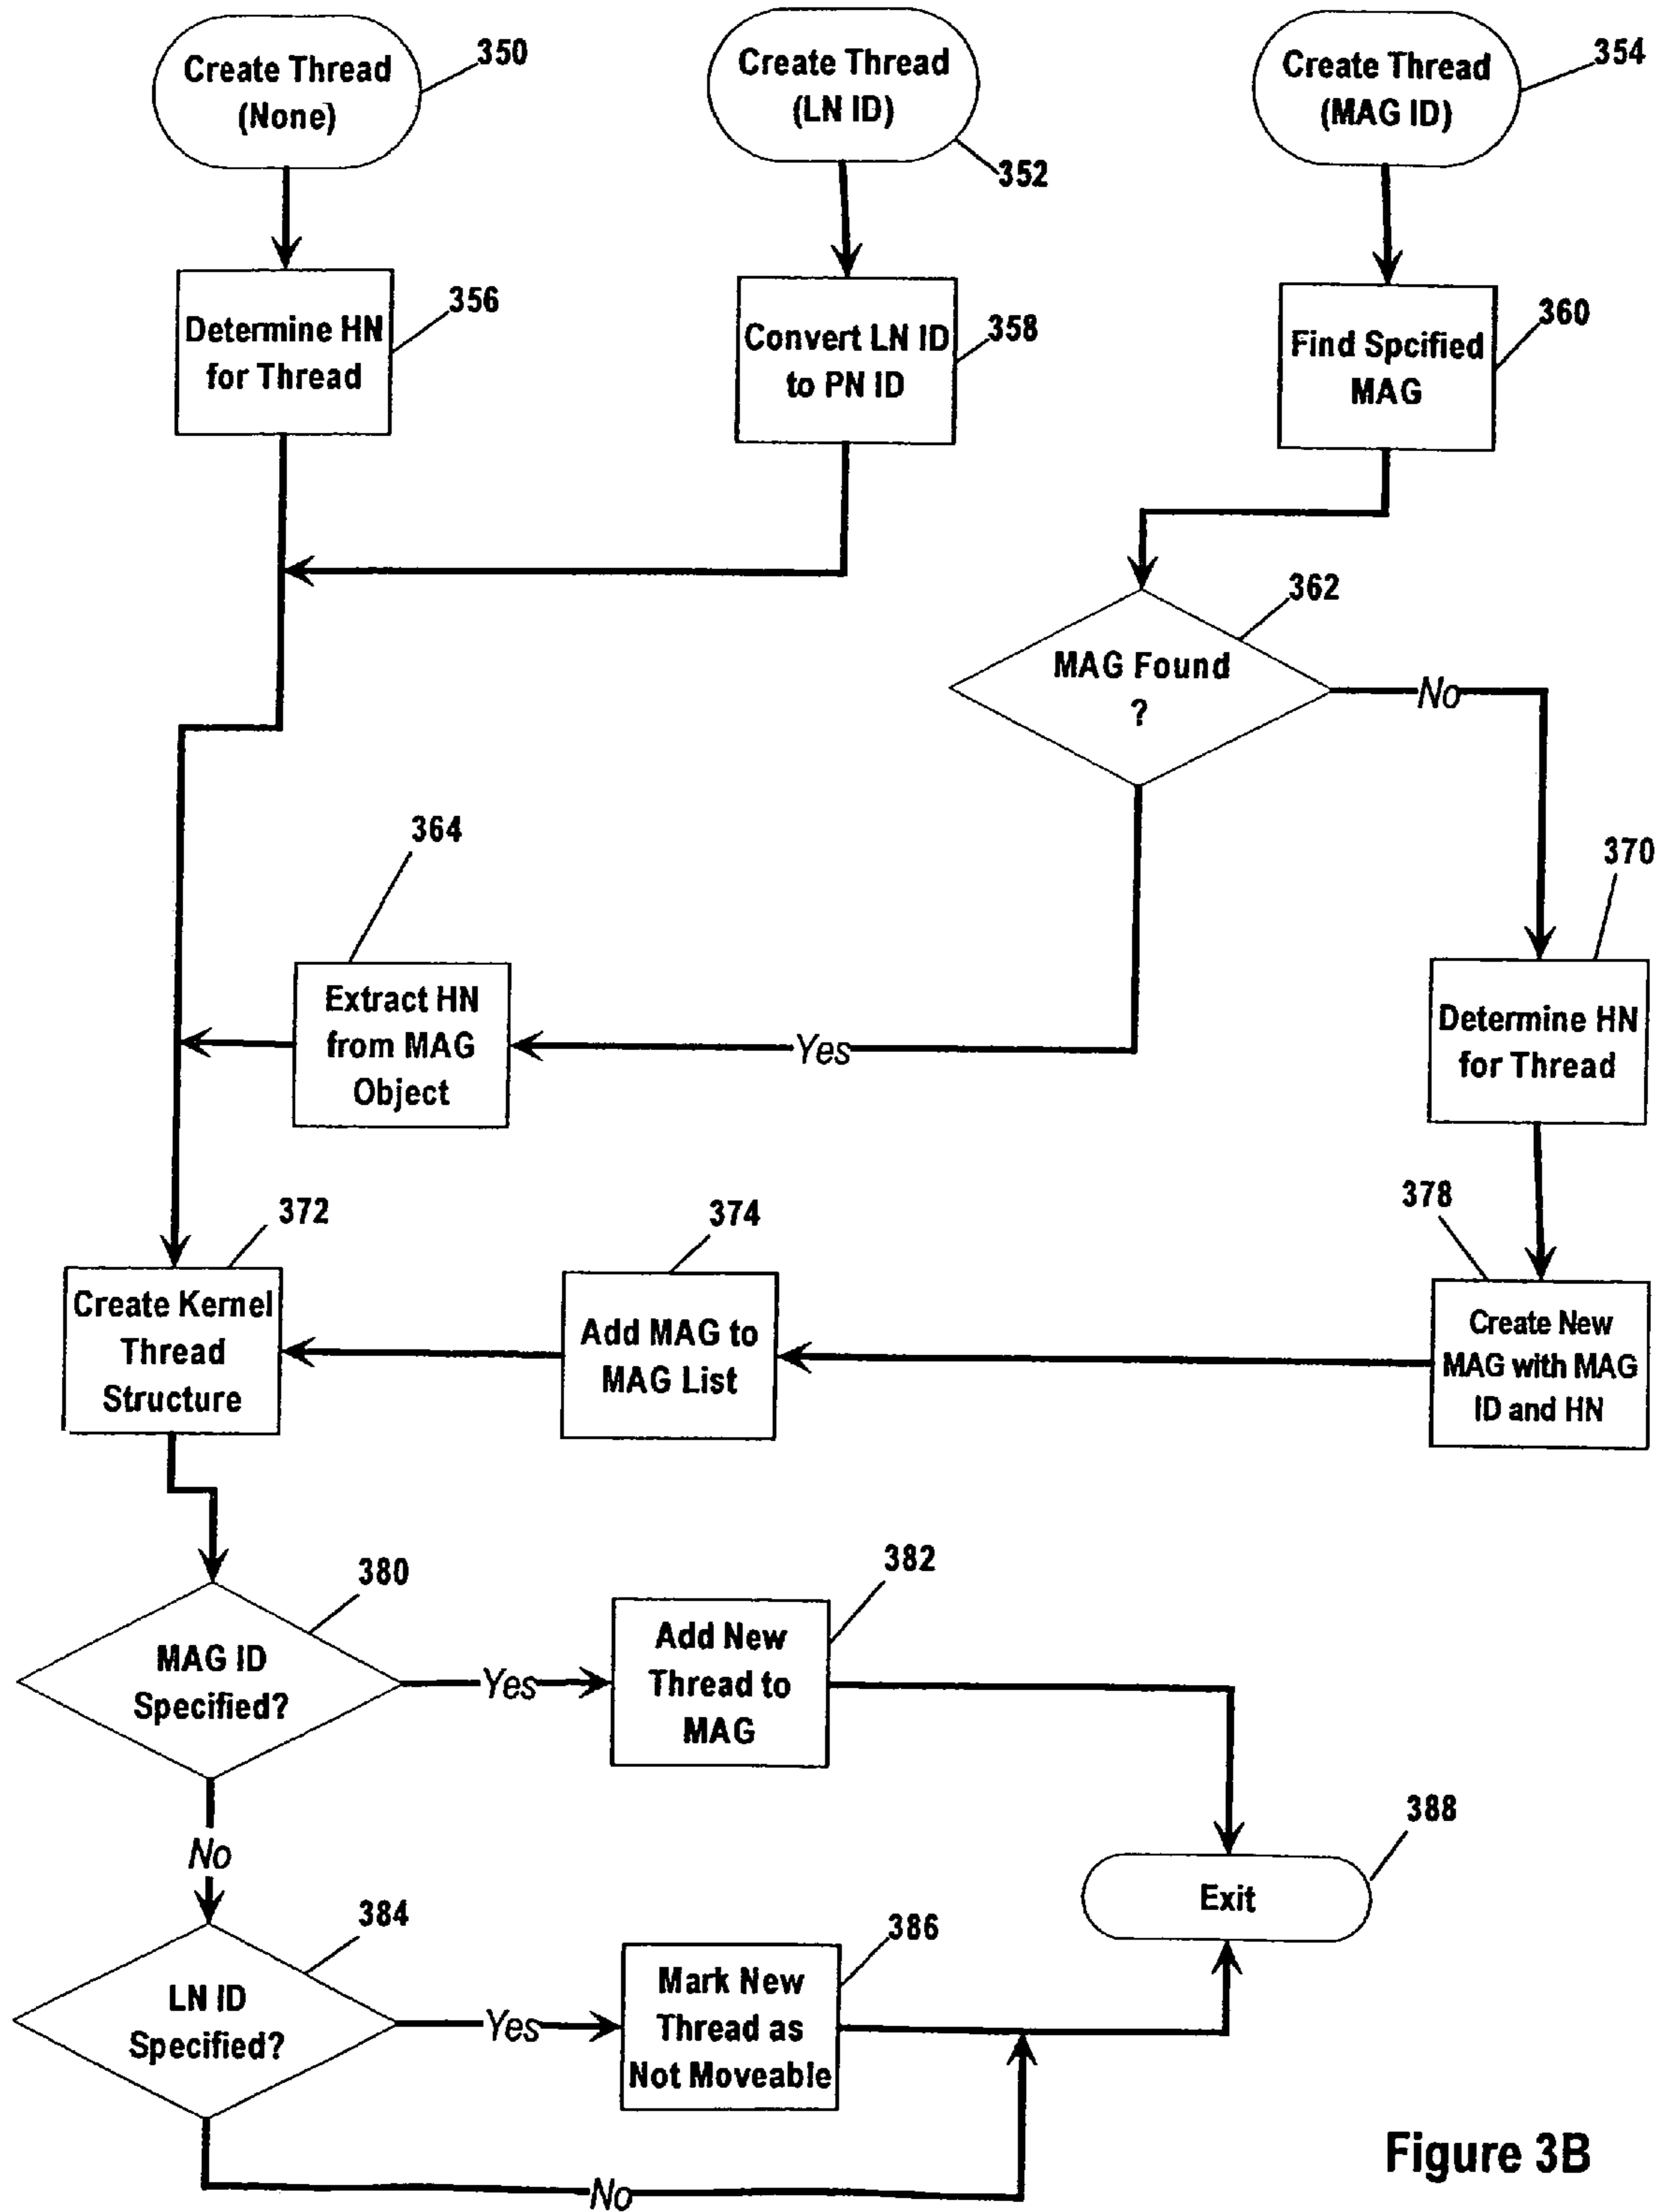 Create Thread
(None)
350
Create Thread
(LN ID)
352
Create Thread
(MAG ID)
354
Determine HN
for Thread
356
Convert LN ID
to PN ID
358
Find Spcified
MAG
360
MAG Found
?
362
No
Yes
364
Extract HN
from MAG
Object
370
Determine HN
for Thread
372
Create Kernel
Thread
Structure
374
Add MAG to
MAG List
378
Create New
MAG with MAG
ID and HN
380
MAG ID
Specified?
Yes
382
Add New
Thread to
MAG
No
388
Exit
384
LN ID
Specified?
Yes
386
Mark New
Thread as
Not Moveable
No
Figure 3B